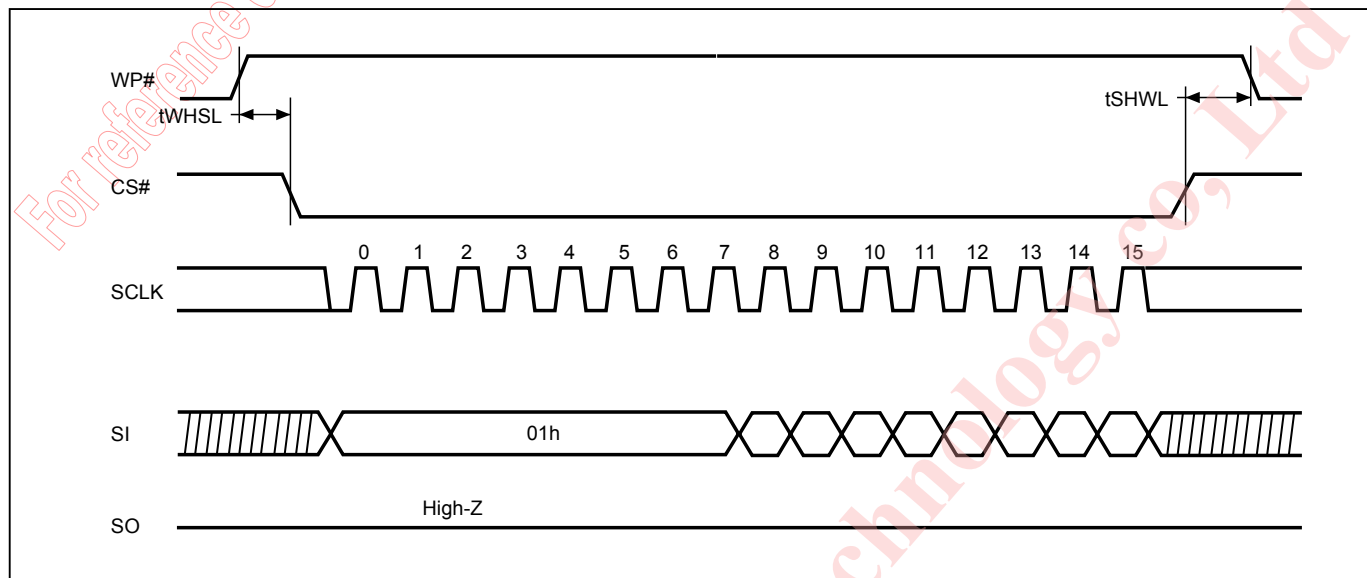 For reference
Technology co, Ltd
WP#
tWHSL
tSHWL
CS#
0 1 2 3 4 5 6 7 8 9 10 11 12 13 14 15
SCLK
SI
01h
High-Z
SO